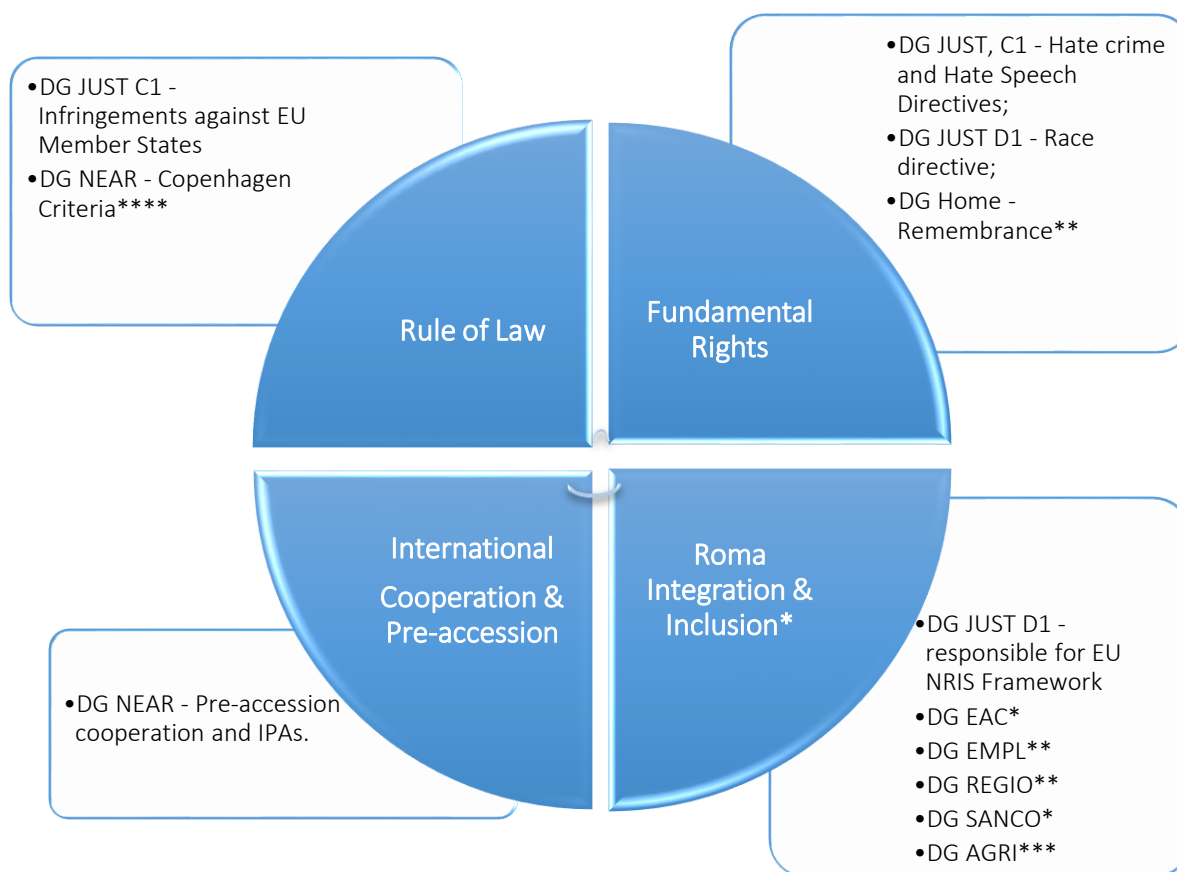 •DG JUST C1 -
Infringements against EU
Member States
•DG NEAR - Copenhagen
Criteria****
•DG JUST, C1 - Hate crime
and Hate Speech
Directives;
•DG JUST D1 - Race
directive;
•DG Home -
Remembrance**
Rule of Law
Fundamental
Rights
International
Cooperation &
Pre-accession
Roma
Integration &
Inclusion*
•DG NEAR - Pre-accession
cooperation and IPAs.
•DG JUST D1 -
responsible for EU
NRIS Framework
•DG EAC*
•DG EMPL**
•DG REGIO**
•DG SANCO*
•DG AGRI***